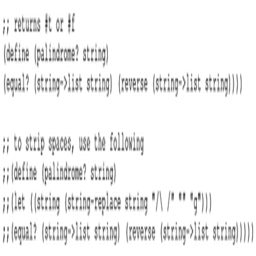 ;; returns #t or #f
(define (palindrome? string)
(equal? (string->list string) (reverse (string->list string))))
;; to strip spaces, use the following
;;(define (palindrome? string)
;;(let ((string (string-replace string "/\ /" "" "g")))
;;(equal? (string->list string) (reverse (string->list string)))))